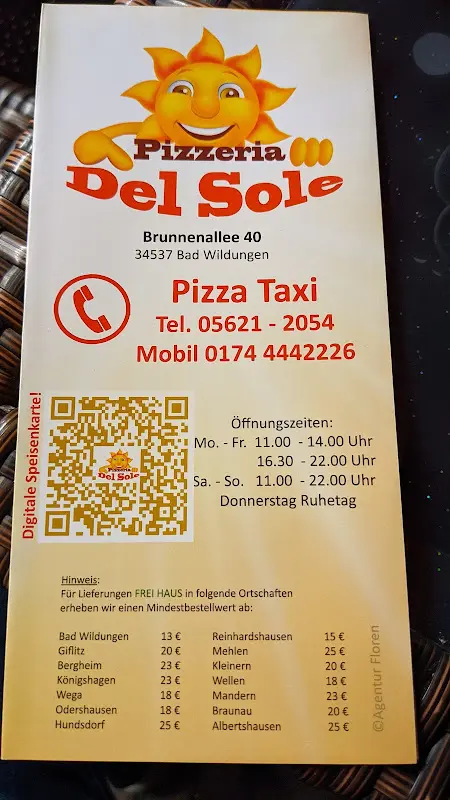 Pizzeria
Del Sole
Brunnenallee 40
34537 Bad Wildungen
Pizza Taxi
Tel. 05621 - 2054
Mobil 0174 4442226
Digitale Speisenkarte!
Pizzeria
Del Sole
Öffnungszeiten:
Mo. - Fr. 11.00 - 14.00 Uhr
16.30 - 22.00 Uhr
Sa. - So. 11.00 - 22.00 Uhr
Donnerstag Ruhetag
Hinweis:
Für Lieferungen FREI HAUS in folgende Ortschaften
erheben wir einen Mindestbestellwert ab:
Bad Wildungen 13 € Reinhardshausen 15 €
Giflitz 20 € Mehlen 25 €
Bergheim 23 € Kleinern 20 €
Königshagen 23 € Wellen 18 €
Wega 18 € Mandern 23 €
Odershausen 18 € Braunau 20 €
Hundsdorf 25 € Albertshausen 25 €
©Agentur Floren